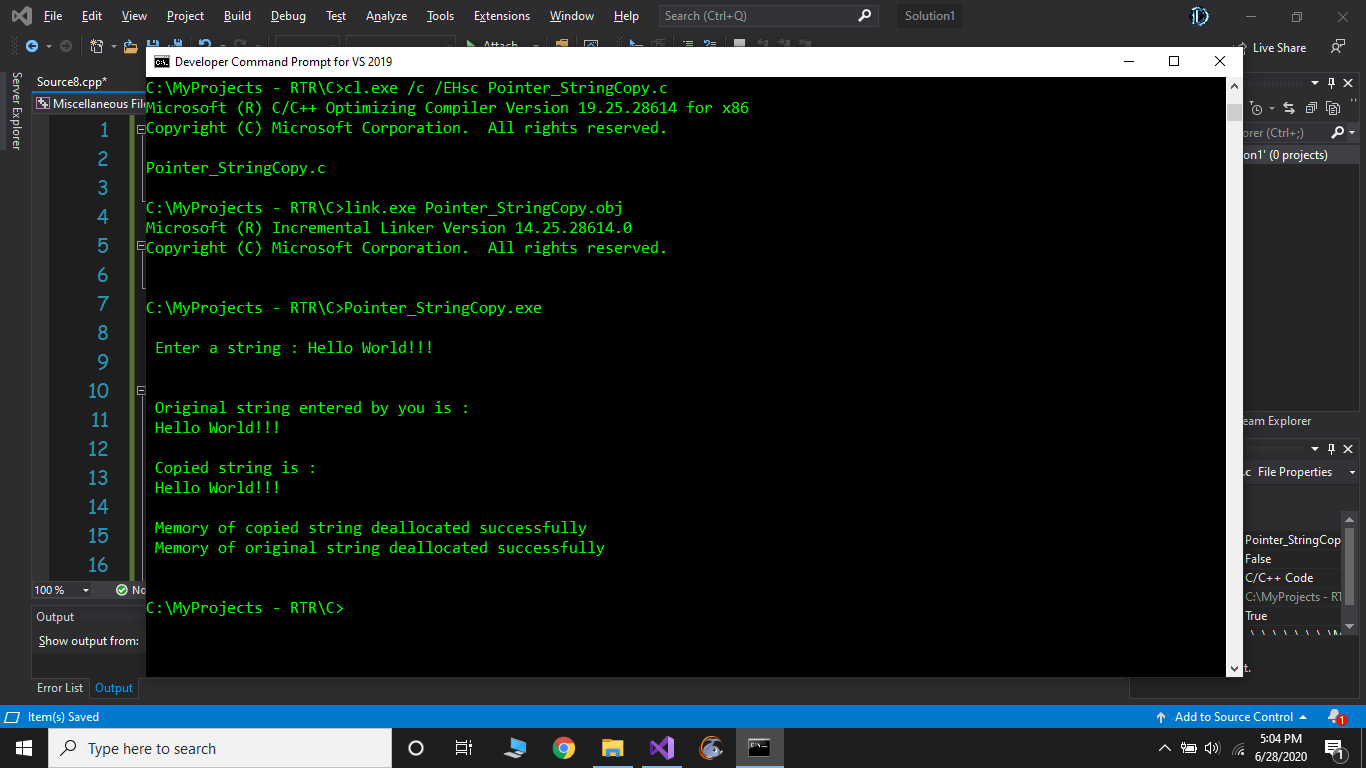 File Edit View Project Build Debug Test Analyze Tools Extensions Window Help Search (Ctrl+Q) Solution1
Attach
Live Share
Developer Command Prompt for VS 2019
Server Explorer
Source8.cpp*
Miscellaneous
1
2
3
4
5
6
7
8
9
10
11
12
13
14
15
16
C:\MyProjects - RTR\C>cl.exe /c /EHsc Pointer_StringCopy.c
Microsoft (R) C/C++ Optimizing Compiler Version 19.25.28614 for x86
Copyright (C) Microsoft Corporation.  All rights reserved.
Pointer_StringCopy.c
C:\MyProjects - RTR\C>link.exe Pointer_StringCopy.obj
Microsoft (R) Incremental Linker Version 14.25.28614.0
Copyright (C) Microsoft Corporation.  All rights reserved.
C:\MyProjects - RTR\C>Pointer_StringCopy.exe
Enter a string : Hello World!!!
Original string entered by you is :
Hello World!!!
Copied string is :
Hello World!!!
Memory of copied string deallocated successfully
Memory of original string deallocated successfully
C:\MyProjects - RTR\C>
orer (Ctrl+;)
on1' (0 projects)
eam Explorer
.c File Properties
Pointer_StringCop
False
C/C++ Code
C:\MyProjects - RT
True
t.
100 %
No
Output
Show output from:
Error List Output
Item(s) Saved
Add to Source Control
1
Type here to search
5:04 PM
6/28/2020
1